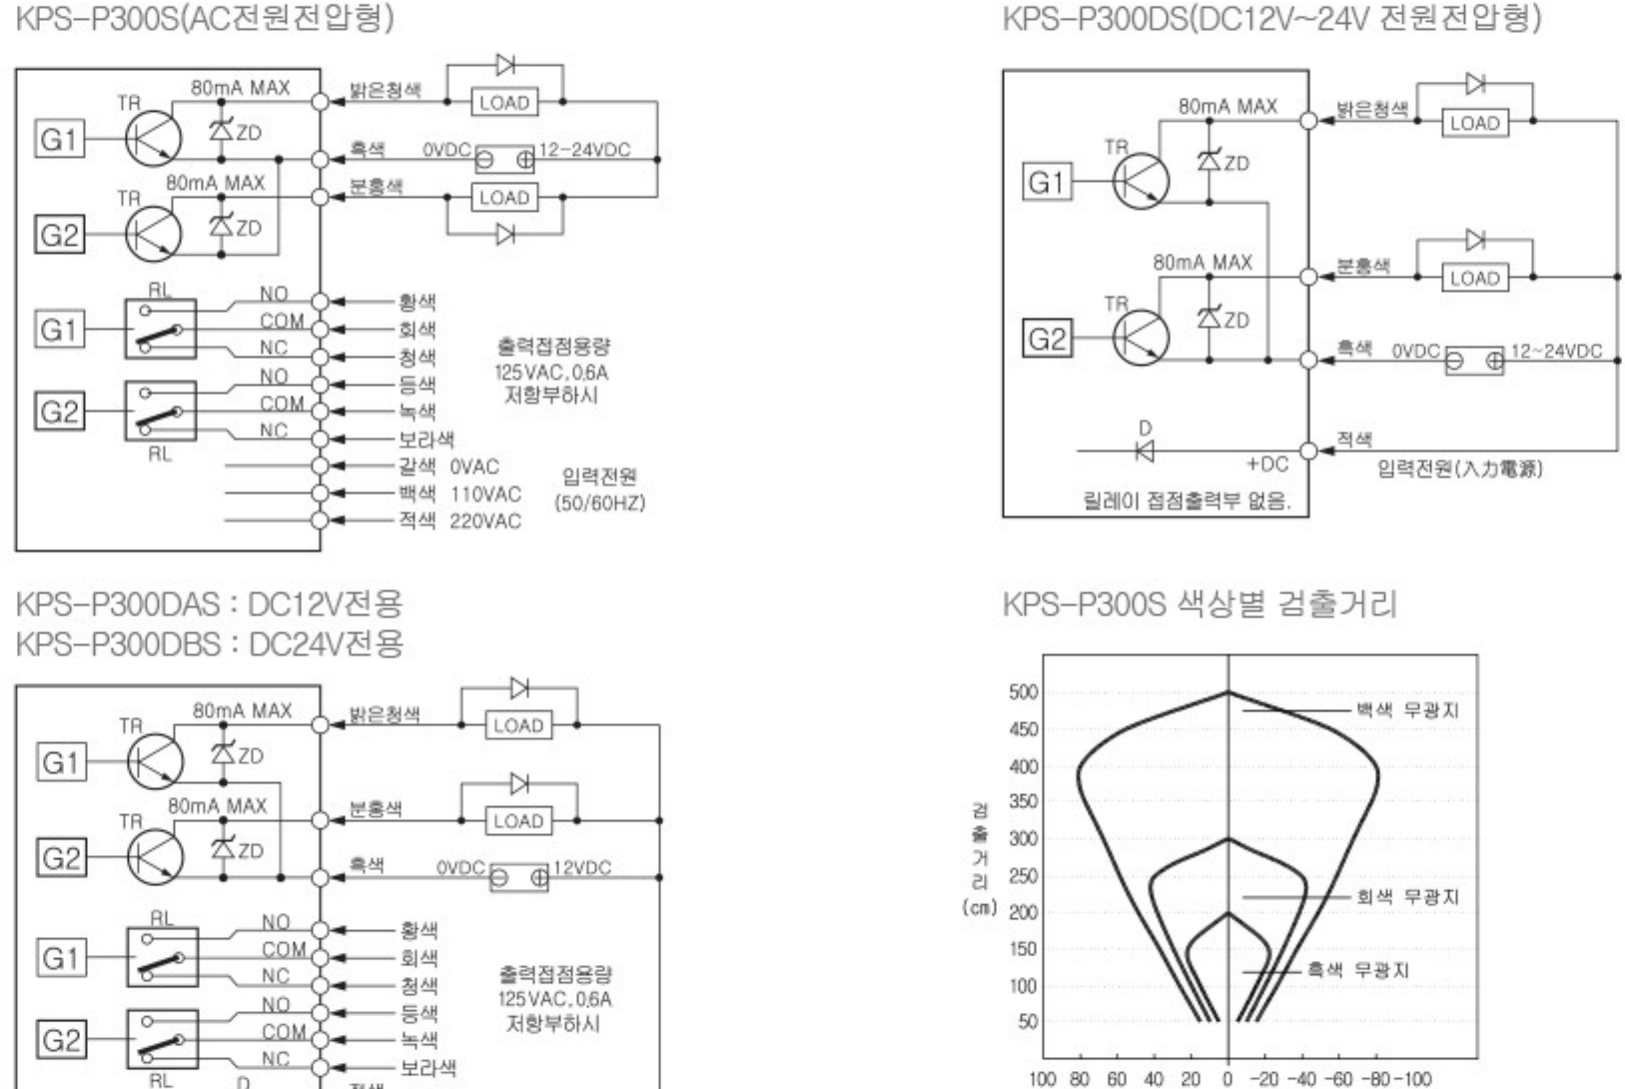 KPS-P300S(AC전원전압형)
80mA MAX
TR
G1
ZD
밝은청색
LOAD
흑색
0VDC
12-24VDC
80mA MAX
TR
G2
ZD
분홍색
LOAD
RL
G1
NO
황색
COM
회색
NC
청색
G2
NO
등색
COM
녹색
NC
보라색
RL
출력접점용량
125VAC, 0.6A
저항부하시
갈색 0VAC
백색 110VAC
적색 220VAC
입력전원
(50/60HZ)
KPS-P300DS(DC12V~24V 전원전압형)
80mA MAX
TR
G1
ZD
밝은청색
LOAD
80mA MAX
TR
G2
ZD
분홍색
LOAD
흑색
0VDC
12~24VDC
D
+DC
적색
입력전원(入力電源)
릴레이 접점출력부 없음.
KPS-P300DAS : DC12V전용
KPS-P300DBS : DC24V전용
80mA MAX
TR
G1
ZD
밝은청색
LOAD
80mA MAX
TR
G2
ZD
분홍색
LOAD
흑색
0VDC
12VDC
RL
G1
NO
황색
COM
회색
NC
청색
G2
NO
등색
COM
녹색
NC
보라색
RL
D
출력접점용량
125VAC, 0.6A
저항부하시
적색
KPS-P300S 색상별 검출거리
검출거리
(cm)
500
450
400
350
300
250
200
150
100
50
백색 무광지
회색 무광지
흑색 무광지
100 80 60 40 20 0 -20 -40 -60 -80 -100